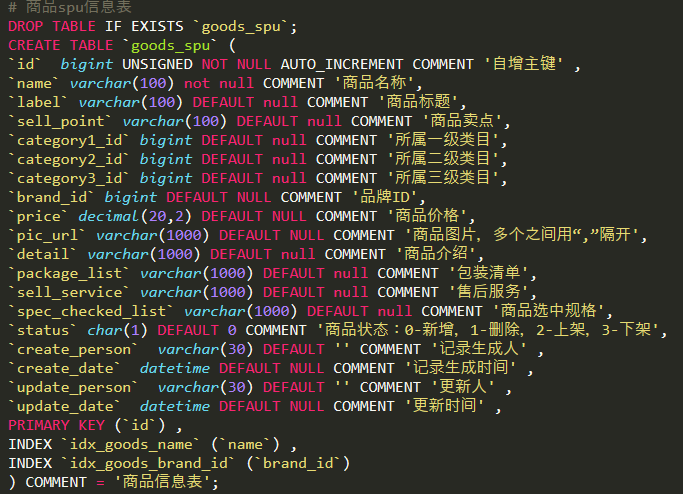 # 商品spu信息表
DROP TABLE IF EXISTS `goods_spu`;
CREATE TABLE `goods_spu` (
`id`  bigint UNSIGNED NOT NULL AUTO_INCREMENT COMMENT '自增主键' ,
`name` varchar(100) not null COMMENT '商品名称',
`label` varchar(100) DEFAULT null COMMENT '商品标题',
`sell_point` varchar(100) DEFAULT null COMMENT '商品卖点',
`category1_id` bigint DEFAULT null COMMENT '所属一级类目',
`category2_id` bigint DEFAULT null COMMENT '所属二级类目',
`category3_id` bigint DEFAULT null COMMENT '所属三级类目',
`brand_id` bigint DEFAULT NULL COMMENT '品牌ID',
`price` decimal(20,2) DEFAULT NULL COMMENT '商品价格',
`pic_url` varchar(1000) DEFAULT NULL COMMENT '商品图片，多个之间用“,”隔开',
`detail` varchar(1000) DEFAULT null COMMENT '商品介绍',
`package_list` varchar(1000) DEFAULT null COMMENT '包装清单',
`sell_service` varchar(1000) DEFAULT null COMMENT '售后服务',
`spec_checked_list` varchar(1000) DEFAULT null COMMENT '商品选中规格',
`status` char(1) DEFAULT 0 COMMENT '商品状态：0-新增，1-删除，2-上架，3-下架',
`create_person`  varchar(30) DEFAULT '' COMMENT '记录生成人' ,
`create_date`  datetime DEFAULT NULL COMMENT '记录生成时间' ,
`update_person`  varchar(30) DEFAULT '' COMMENT '更新人' ,
`update_date`  datetime DEFAULT NULL COMMENT '更新时间' ,
PRIMARY KEY (`id`) ,
INDEX `idx_goods_name` (`name`) ,
INDEX `idx_goods_brand_id` (`brand_id`)
) COMMENT = '商品信息表';